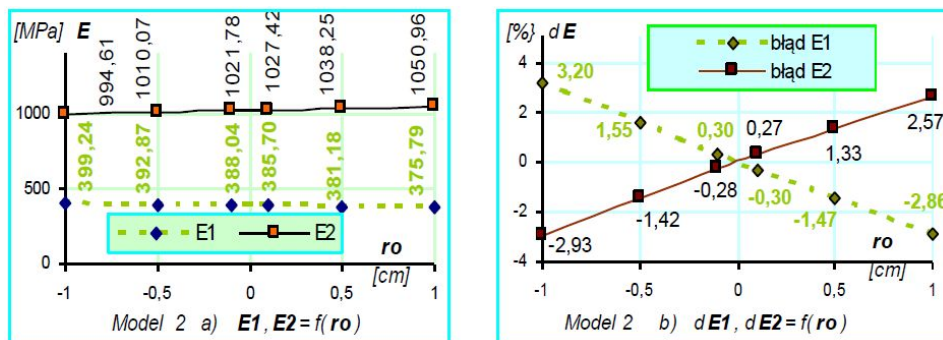 [MPa] E
994,61
1010,07
1021,78
1027,42
1038,25
1050,96
1000
399,24
392,87
388,04
385,70
381,18
375,79
500
E1 E2
ro
0
[cm]
-1 -0,5 0 0,5 1
Model 2 a) E1, E2 = f( ro )
[%} d E
błąd E1
błąd E2
4
3,20
2
1,55
0,30
0,27
1,33
2,57
0
-0,28
-0,30
-1,42
-1,47
-2,86
-2
-2,93
ro
[cm]
-4
-1 -0,5 0 0,5 1
Model 2 b) d E1, d E2 = f( ro )